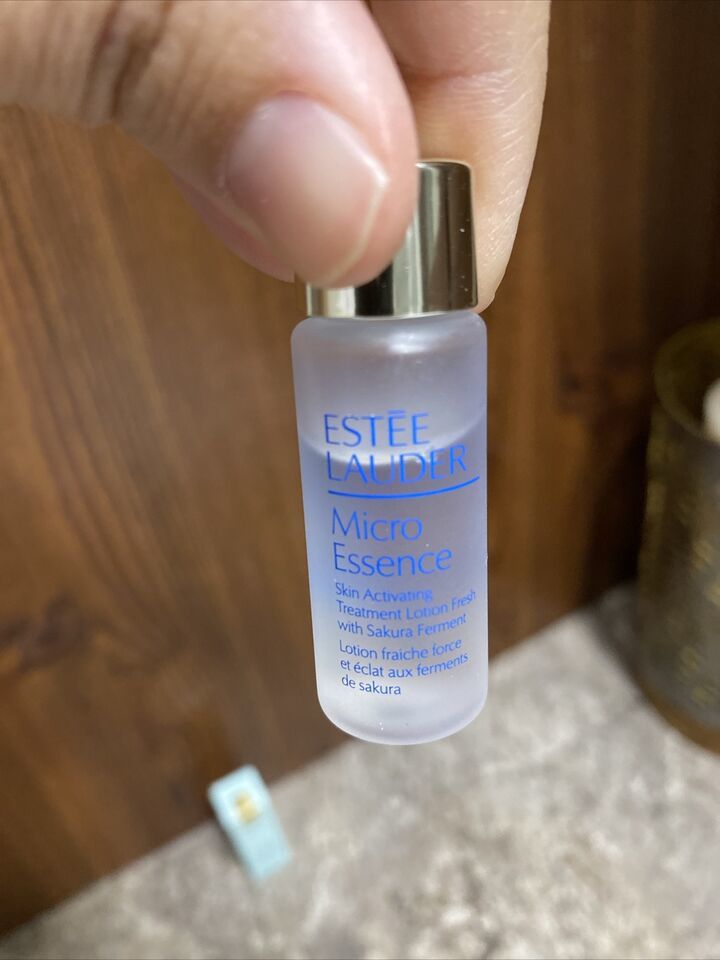 ESTĒE
LAUDER
Micro
Essence
Skin Activating
Treatment Lotion Fresh
with Sakura Ferment
Lotion fraiche force
et éclat aux ferments
de sakura